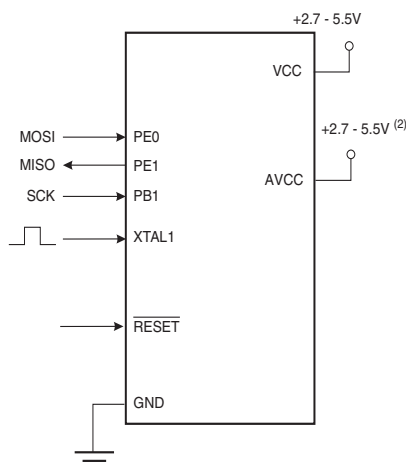 +2.7 - 5.5V
VCC
+2.7 - 5.5V (2)
MOSI PE0
MISO PE1
AVCC
SCK PB1
XTAL1
RESET
GND